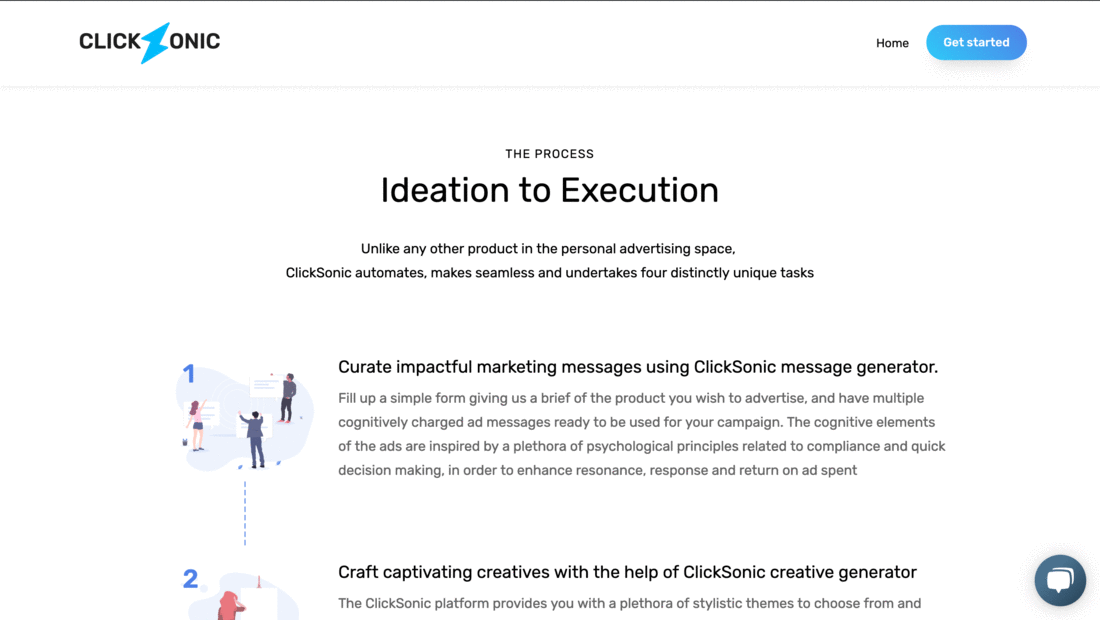 CLICK ONIC
Home
Get started
THE PROCESS
Ideation to Execution
Unlike any other product in the personal advertising space,
ClickSonic automates, makes seamless and undertakes four distinctly unique tasks
1
Curate impactful marketing messages using ClickSonic message generator.
Fill up a simple form giving us a brief of the product you wish to advertise, and have multiple
cognitively charged ad messages ready to be used for your campaign. The cognitive elements
of the ads are inspired by a plethora of psychological principles related to compliance and quick
decision making, in order to enhance resonance, response and return on ad spent
2
Craft captivating creatives with the help of ClickSonic creative generator
The ClickSonic platform provides you with a plethora of stylistic themes to choose from and